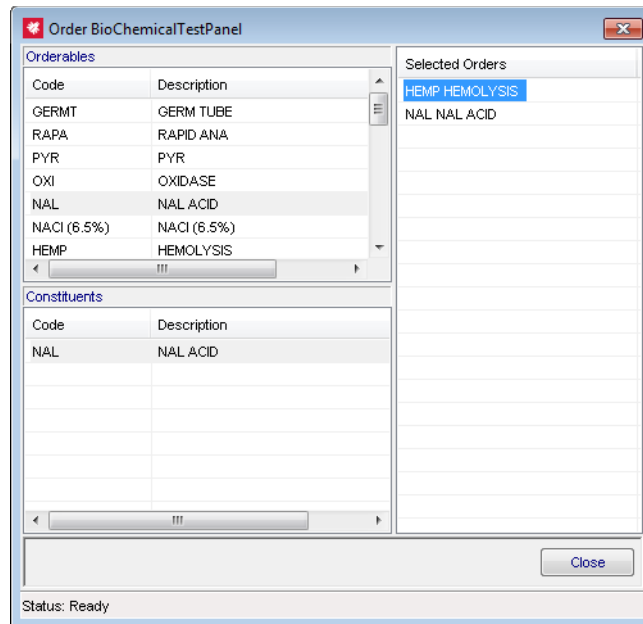 Order BioChemicalTestPanel
Orderables
Code Description
GERMT GERM TUBE
RAPA RAPID ANA
PYR PYR
OXI OXIDASE
NAL NAL ACID
NACl (6.5%) NACl (6.5%)
HEMP HEMOLYSIS
Constituents
Code Description
NAL NAL ACID
Selected Orders
HEMP HEMOLYSIS
NAL NAL ACID
Close
Status: Ready